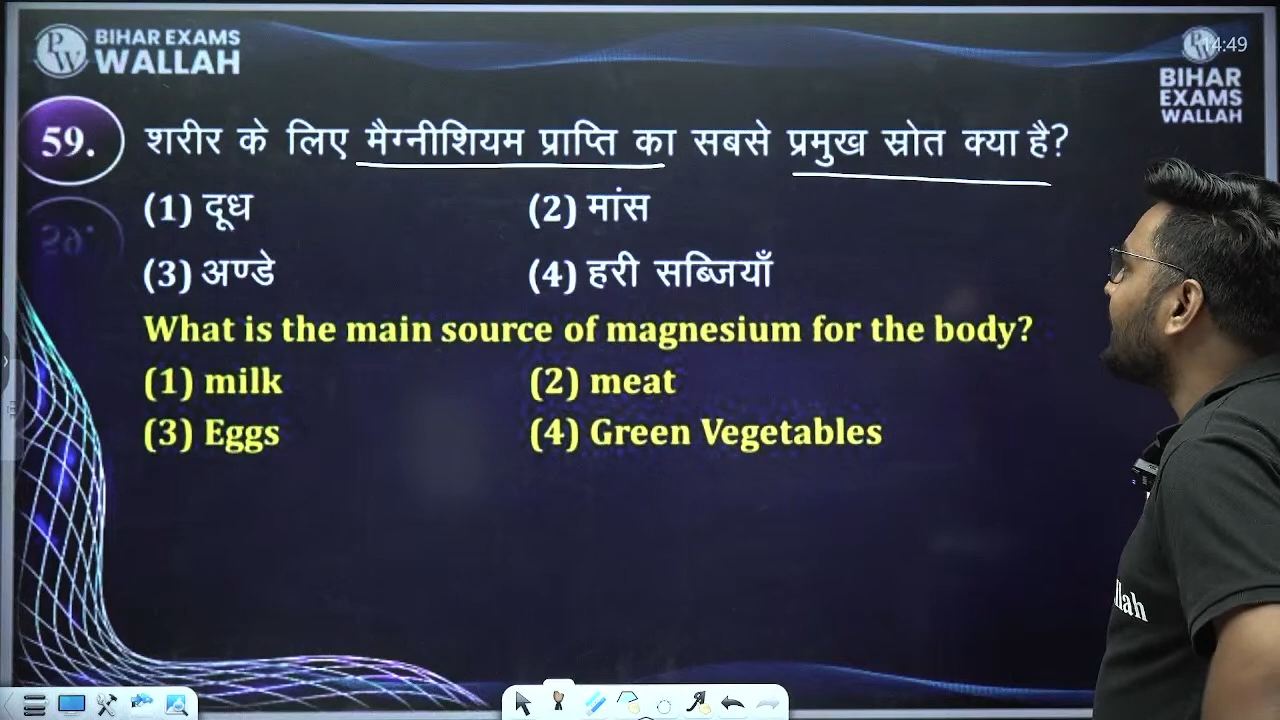 BIHAR EXAMS
WALLAH
14:49
BIHAR
EXAMS
WALLAH
59. शरीर के लिए मैग्नीशियम प्राप्ति का सबसे प्रमुख स्रोत क्या है?
(1) दूध (2) मांस
(3) अण्डे (4) हरी सब्जियाँ
What is the main source of magnesium for the body?
(1) milk (2) meat
(3) Eggs (4) Green Vegetables